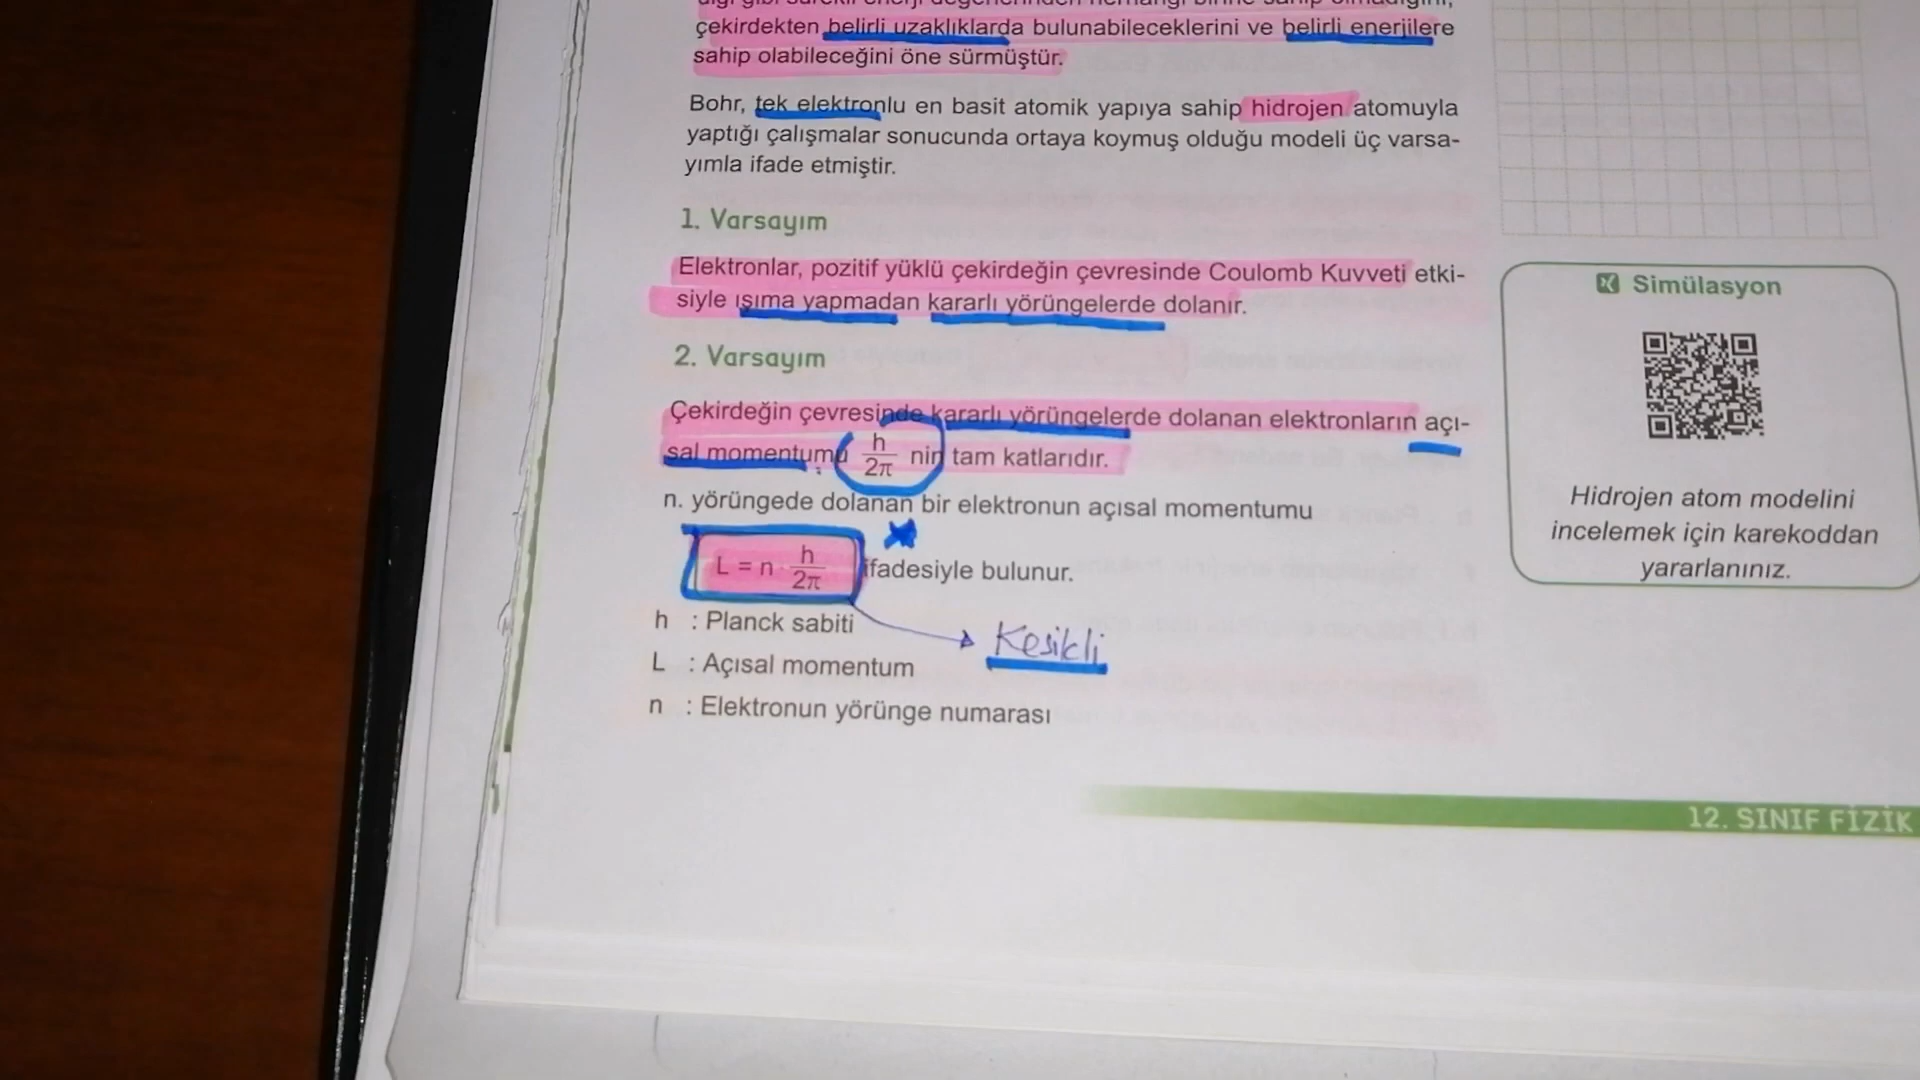 çekirdekten belirli uzaklıklarda bulunabileceklerini ve belirli enerjilere
sahip olabileceğini öne sürmüştür.
Bohr, tek elektronlu en basit atomik yapıya sahip hidrojen atomuyla
yaptığı çalışmalar sonucunda ortaya koymuş olduğu modeli üç varsa-
yımla ifade etmiştir.
1. Varsayım
Elektronlar, pozitif yüklü çekirdeğin çevresinde Coulomb Kuvveti etki-
siyle ışıma yapmadan kararlı yörüngelerde dolanır.
2. Varsayım
Çekirdeğin çevresinde kararlı yörüngelerde dolanan elektronların açı-
sal momentumu h/2π nin tam katlarıdır.
n. yörüngede dolanan bir elektronun açısal momentumu
L = n · h/2π ifadesiyle bulunur.
h : Planck sabiti
Kesikli
L : Açısal momentum
n : Elektronun yörünge numarası
Simülasyon
Hidrojen atom modelini
incelemek için karekoddan
yararlanınız.
12. SINIF FİZİK